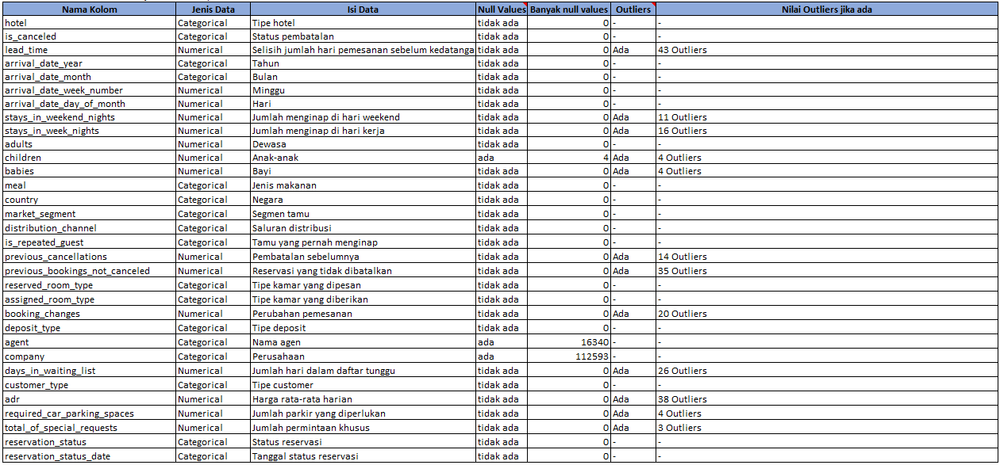 Nama Kolom Jenis Data Isi Data Null Values Banyak null values Outliers Nilai Outliers jika ada
hotel Categorical Tipe hotel tidak ada 0 - -
is_canceled Categorical Status pembatalan tidak ada 0 - -
lead_time Numerical Selisih jumlah hari pemesanan sebelum kedatanga tidak ada 0 Ada 43 Outliers
arrival_date_year Categorical Tahun tidak ada 0 - -
arrival_date_month Categorical Bulan tidak ada 0 - -
arrival_date_week_number Numerical Minggu tidak ada 0 - -
arrival_date_day_of_month Numerical Hari tidak ada 0 - -
stays_in_weekend_nights Numerical Jumlah menginap di hari weekend tidak ada 0 Ada 11 Outliers
stays_in_week_nights Numerical Jumlah menginap di hari kerja tidak ada 0 Ada 16 Outliers
adults Numerical Dewasa tidak ada 0 - -
children Numerical Anak-anak ada 4 Ada 4 Outliers
babies Numerical Bayi tidak ada 0 Ada 4 Outliers
meal Categorical Jenis makanan tidak ada 0 - -
country Categorical Negara tidak ada 0 - -
market_segment Categorical Segmen tamu tidak ada 0 - -
distribution_channel Categorical Saluran distribusi tidak ada 0 - -
is_repeated_guest Categorical Tamu yang pernah menginap tidak ada 0 - -
previous_cancellations Numerical Pembatalan sebelumnya tidak ada 0 Ada 14 Outliers
previous_bookings_not_canceled Numerical Reservasi yang tidak dibatalkan tidak ada 0 Ada 35 Outliers
reserved_room_type Categorical Tipe kamar yang dipesan tidak ada 0 - -
assigned_room_type Categorical Tipe kamar yang diberikan tidak ada 0 - -
booking_changes Numerical Perubahan pemesanan tidak ada 0 Ada 20 Outliers
deposit_type Categorical Tipe deposit tidak ada 0 - -
agent Categorical Nama agen ada 16340 - -
company Categorical Perusahaan ada 112593 - -
days_in_waiting_list Numerical Jumlah hari dalam daftar tunggu tidak ada 0 Ada 26 Outliers
customer_type Categorical Tipe customer tidak ada 0 - -
adr Numerical Harga rata-rata harian tidak ada 0 Ada 38 Outliers
required_car_parking_spaces Numerical Jumlah parkir yang diperlukan tidak ada 0 Ada 4 Outliers
total_of_special_requests Numerical Jumlah permintaan khusus tidak ada 0 Ada 3 Outliers
reservation_status Categorical Status reservasi tidak ada 0 - -
reservation_status_date Categorical Tanggal status reservasi tidak ada 0 - -